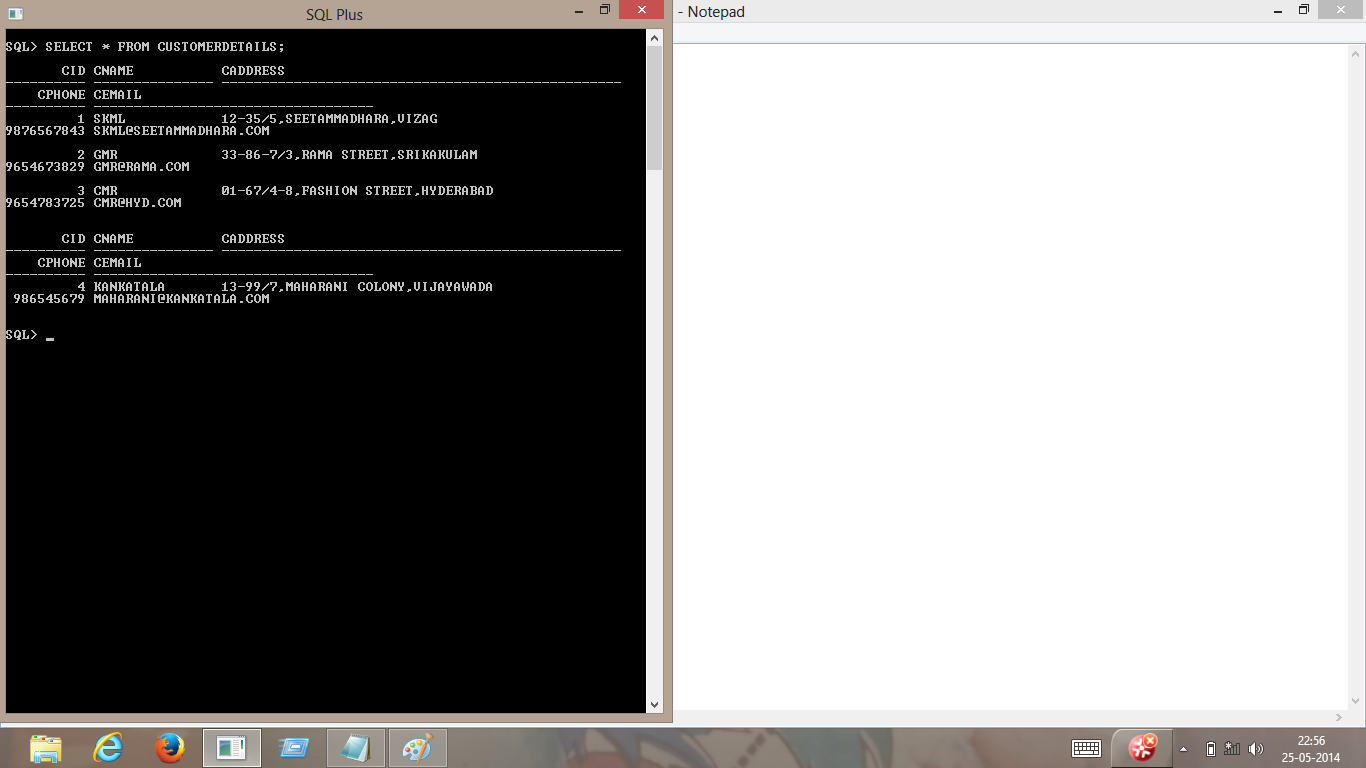 SQL Plus
- Notepad
SQL> SELECT * FROM CUSTOMERDETAILS;
CID CNAME CADDRESS
---------- --------------- --------------------------------------------------
CPHONE CEMAIL
---------- -----------------------------------
1 SKML 12-35/5,SEETAMMADHARA,VIZAG
9876567843 SKML@SEETAMMADHARA.COM
2 GMR 33-86-7/3,RAMA STREET,SRIKAKULAM
9654673829 GMR@RAMA.COM
3 CMR 01-67/4-8,FASHION STREET,HYDERABAD
9654783725 CMR@HYD.COM
CID CNAME CADDRESS
---------- --------------- --------------------------------------------------
CPHONE CEMAIL
---------- -----------------------------------
4 KANKATALA 13-99/7,MAHARANI COLONY,VIJAYAWADA
986545679 MAHARANI@KANKATALA.COM
SQL> _
22:56
25-05-2014